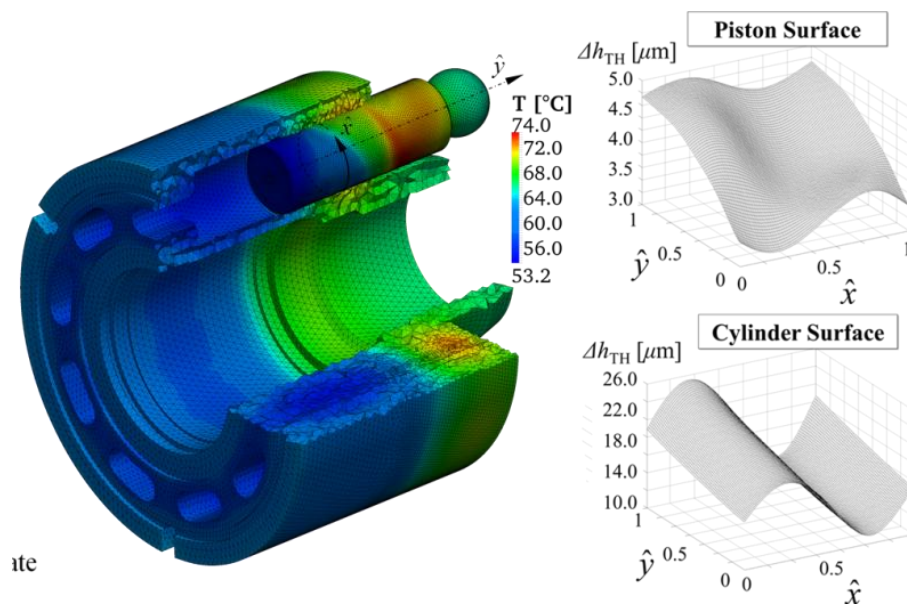 Piston Surface
Δh_TH [μm]
5.0
4.5
4.0
3.5
3.0
1
0.5
0
ŷ
0
0.5
1
x̂
ŷ
x̂
T [°C]
74.0
72.0
68.0
64.0
60.0
56.0
53.2
Cylinder Surface
Δh_TH [μm]
26.0
22.0
18.0
14.0
10.0
1
0.5
0
ŷ
0
0.5
x̂
ate